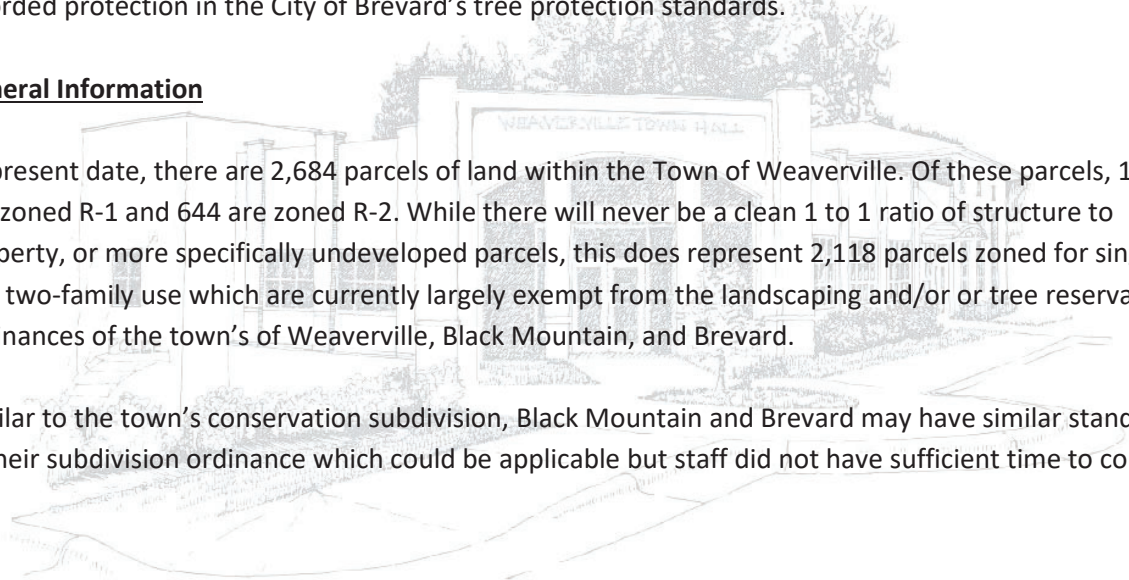 orded protection in the City of Brevard's tree protection standards.
neral Information
present date, there are 2,684 parcels of land within the Town of Weaverville. Of these parcels, 1
zoned R-1 and 644 are zoned R-2. While there will never be a clean 1 to 1 ratio of structure to
perty, or more specifically undeveloped parcels, this does represent 2,118 parcels zoned for sin
two-family use which are currently largely exempt from the landscaping and/or or tree reserva
inances of the town's of Weaverville, Black Mountain, and Brevard.
ilar to the town's conservation subdivision, Black Mountain and Brevard may have similar stand
heir subdivision ordinance which could be applicable but staff did not have sufficient time to co
WEAVERVILLE TOWN HALL